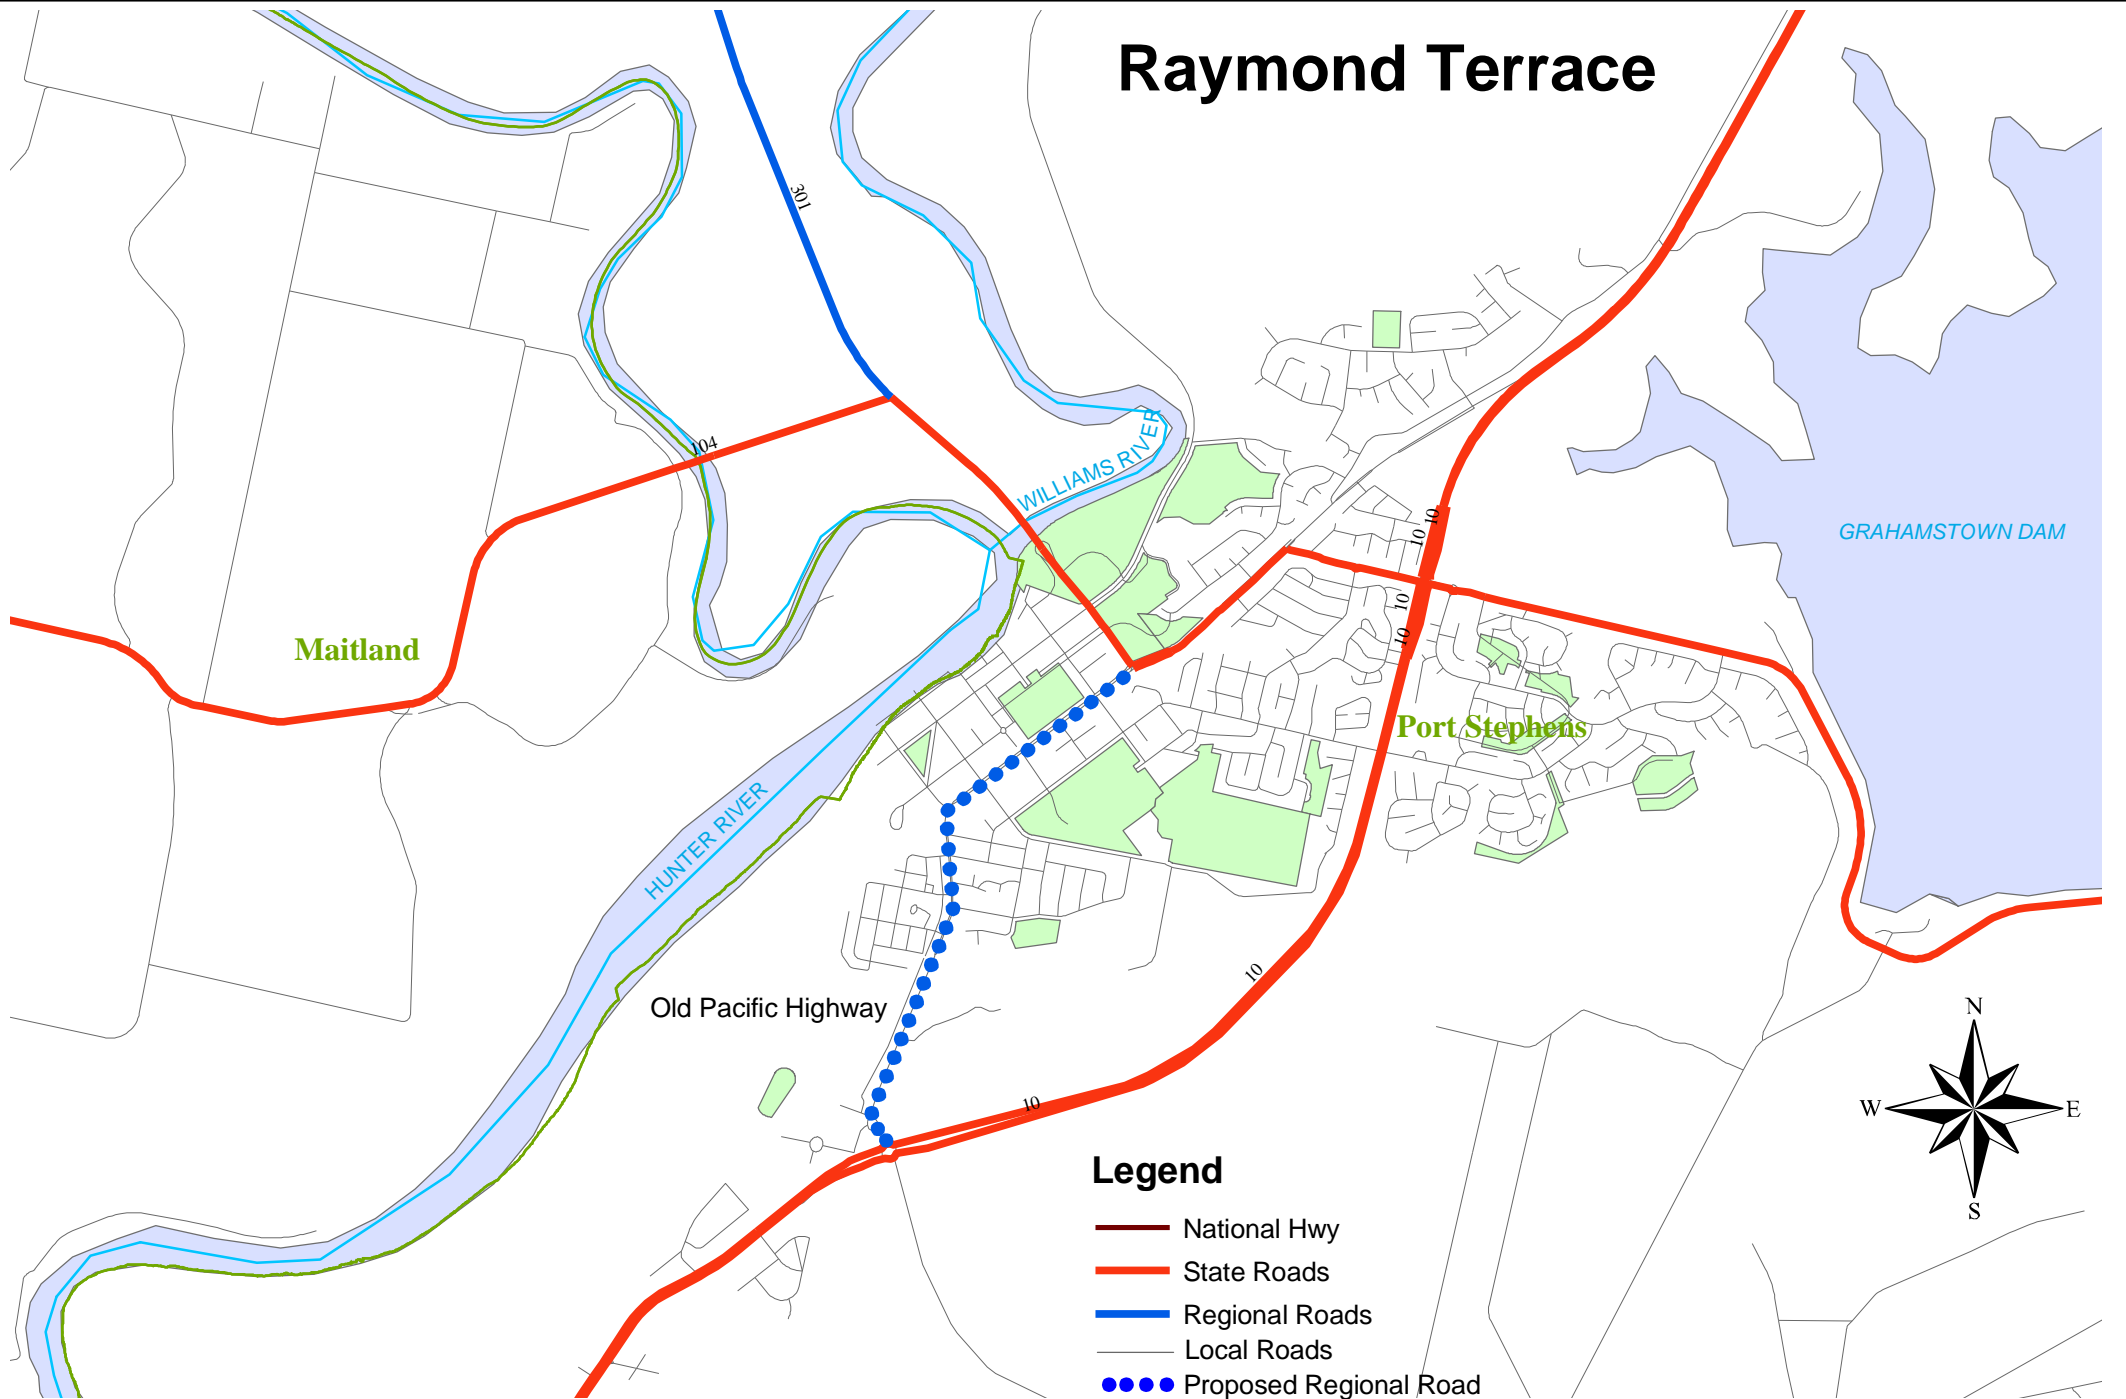 Raymond Terrace
301
104
WILLIAMS RIVER
10
10
GRAHAMSTOWN DAM
10
10
Maitland
Port Stephens
HUNTER RIVER
10
Old Pacific Highway
10
N
W
E
S
Legend
National Hwy
State Roads
Regional Roads
Local Roads
Proposed Regional Road